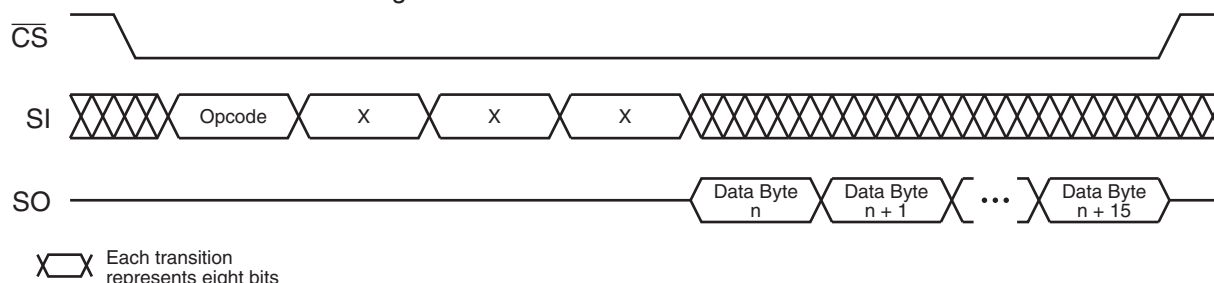 CS
SI
Opcode
X
X
X
SO
Data Byte
n
Data Byte
n + 1
•••
Data Byte
n + 15
Each transition
represents eight bits